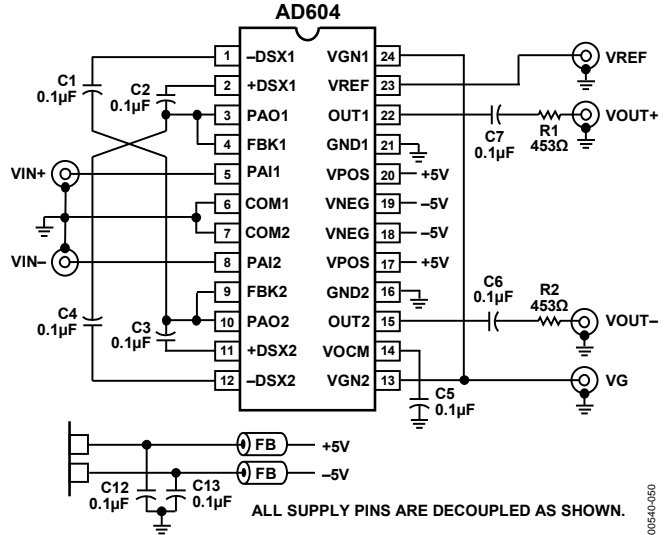 AD604
1 –DSX1 VGN1 24
2 +DSX1 VREF 23 VREF
3 PAO1 OUT1 22 VOUT+
4 FBK1 GND1 21
5 PAI1 VPOS 20 +5V
6 COM1 VNEG 19 –5V
7 COM2 VNEG 18 –5V
8 PAI2 VPOS 17 +5V
9 FBK2 GND2 16
10 PAO2 OUT2 15 VOUT–
11 +DSX2 VOCM 14
12 –DSX2 VGN2 13 VG
C1
0.1µF
C2
0.1µF
VIN+
VIN–
C4
0.1µF
C3
0.1µF
C7
0.1µF
R1
453Ω
C6
0.1µF
R2
453Ω
C5
0.1µF
FB +5V
FB –5V
C12
0.1µF
C13
0.1µF
ALL SUPPLY PINS ARE DECOUPLED AS SHOWN.
00540-050